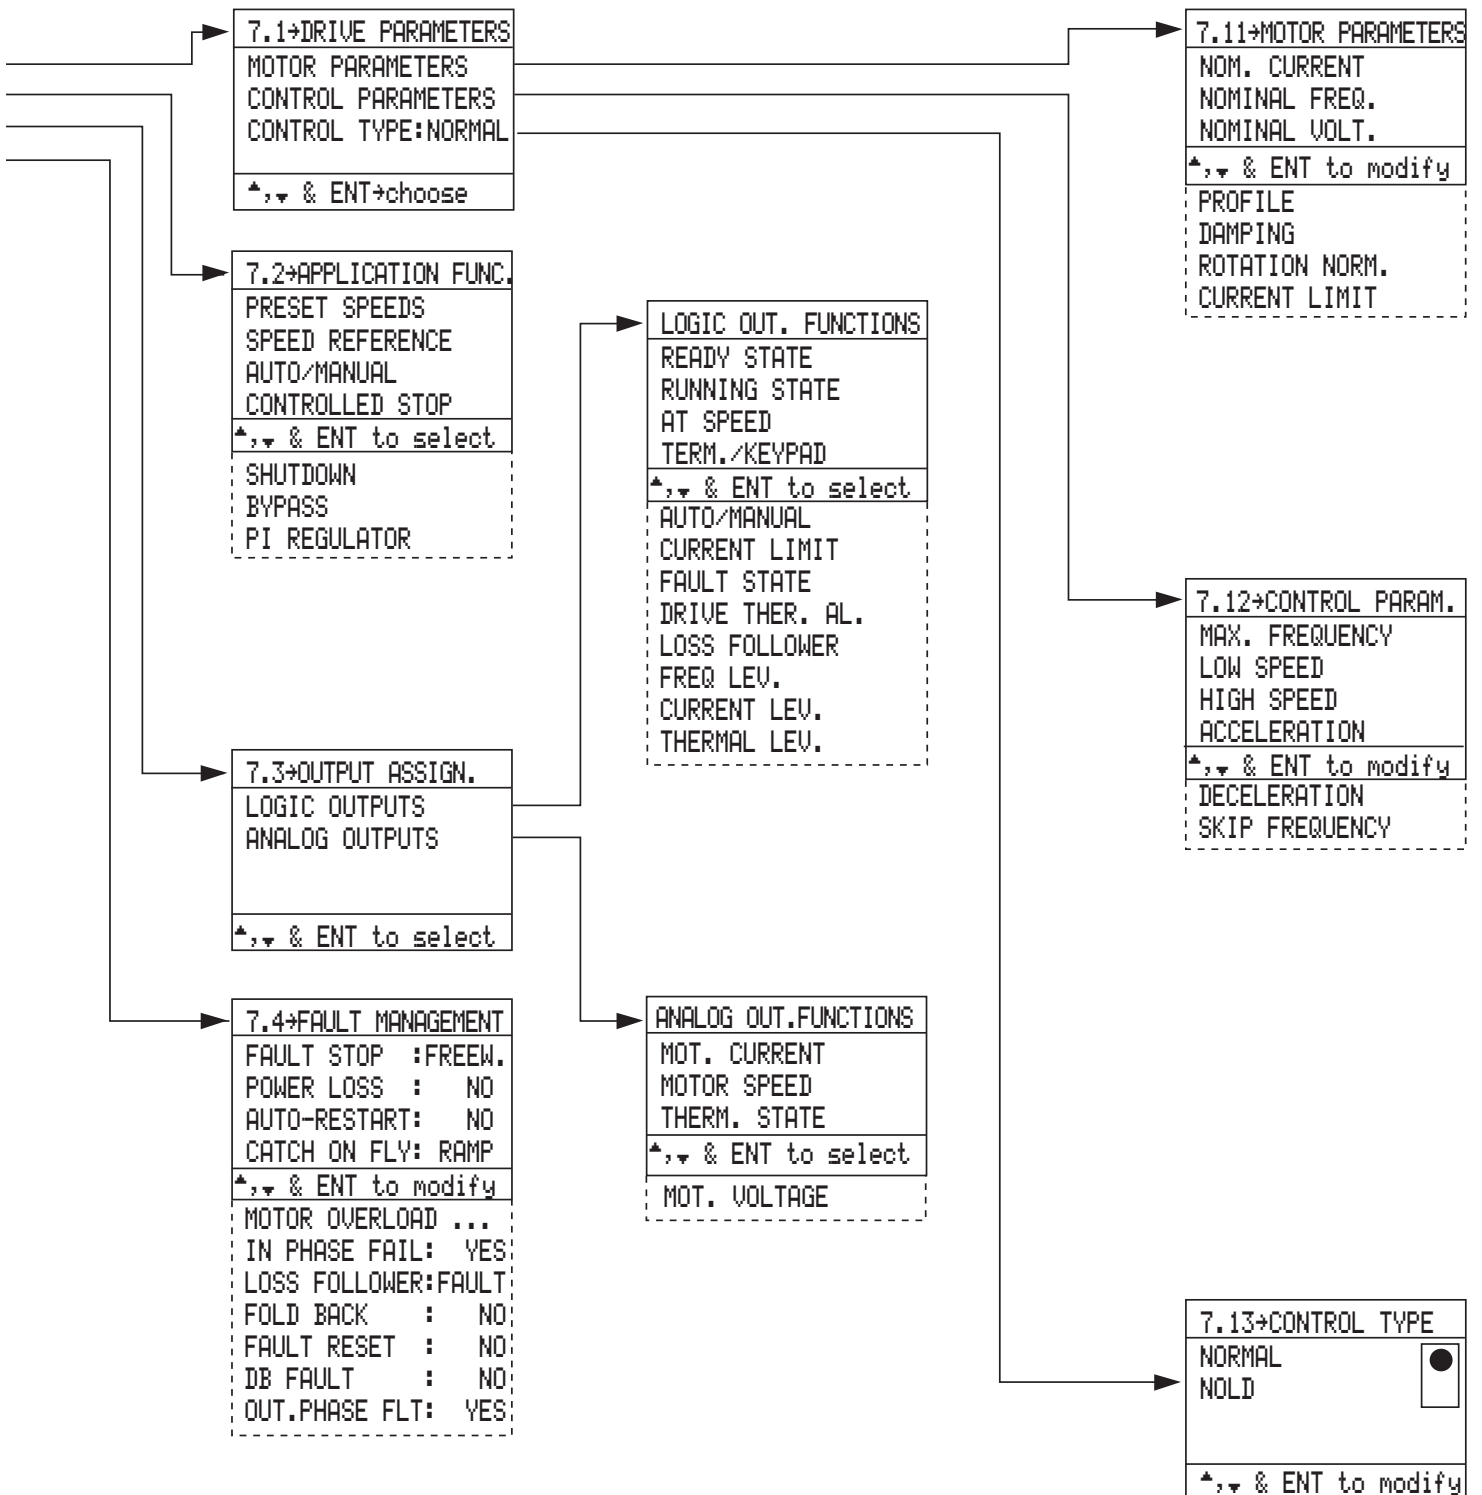 7.1→DRIVE PARAMETERS
MOTOR PARAMETERS
CONTROL PARAMETERS
CONTROL TYPE:NORMAL
▲,▼ & ENT→choose
7.2→APPLICATION FUNC.
PRESET SPEEDS
SPEED REFERENCE
AUTO/MANUAL
CONTROLLED STOP
▲,▼ & ENT to select
SHUTDOWN
BYPASS
PI REGULATOR
7.3→OUTPUT ASSIGN.
LOGIC OUTPUTS
ANALOG OUTPUTS
▲,▼ & ENT to select
7.4→FAULT MANAGEMENT
FAULT STOP :FREEW.
POWER LOSS : NO
AUTO-RESTART: NO
CATCH ON FLY: RAMP
▲,▼ & ENT to modify
MOTOR OVERLOAD ...
IN PHASE FAIL: YES
LOSS FOLLOWER:FAULT
FOLD BACK : NO
FAULT RESET : NO
DB FAULT : NO
OUT.PHASE FLT: YES
LOGIC OUT. FUNCTIONS
READY STATE
RUNNING STATE
AT SPEED
TERM./KEYPAD
▲,▼ & ENT to select
AUTO/MANUAL
CURRENT LIMIT
FAULT STATE
DRIVE THER. AL.
LOSS FOLLOWER
FREQ LEV.
CURRENT LEV.
THERMAL LEV.
ANALOG OUT.FUNCTIONS
MOT. CURRENT
MOTOR SPEED
THERM. STATE
▲,▼ & ENT to select
MOT. VOLTAGE
7.11→MOTOR PARAMETERS
NOM. CURRENT
NOMINAL FREQ.
NOMINAL VOLT.
▲,▼ & ENT to modify
PROFILE
DAMPING
ROTATION NORM.
CURRENT LIMIT
7.12→CONTROL PARAM.
MAX. FREQUENCY
LOW SPEED
HIGH SPEED
ACCELERATION
▲,▼ & ENT to modify
DECELERATION
SKIP FREQUENCY
7.13→CONTROL TYPE
NORMAL
NOLD
▲,▼ & ENT to modify